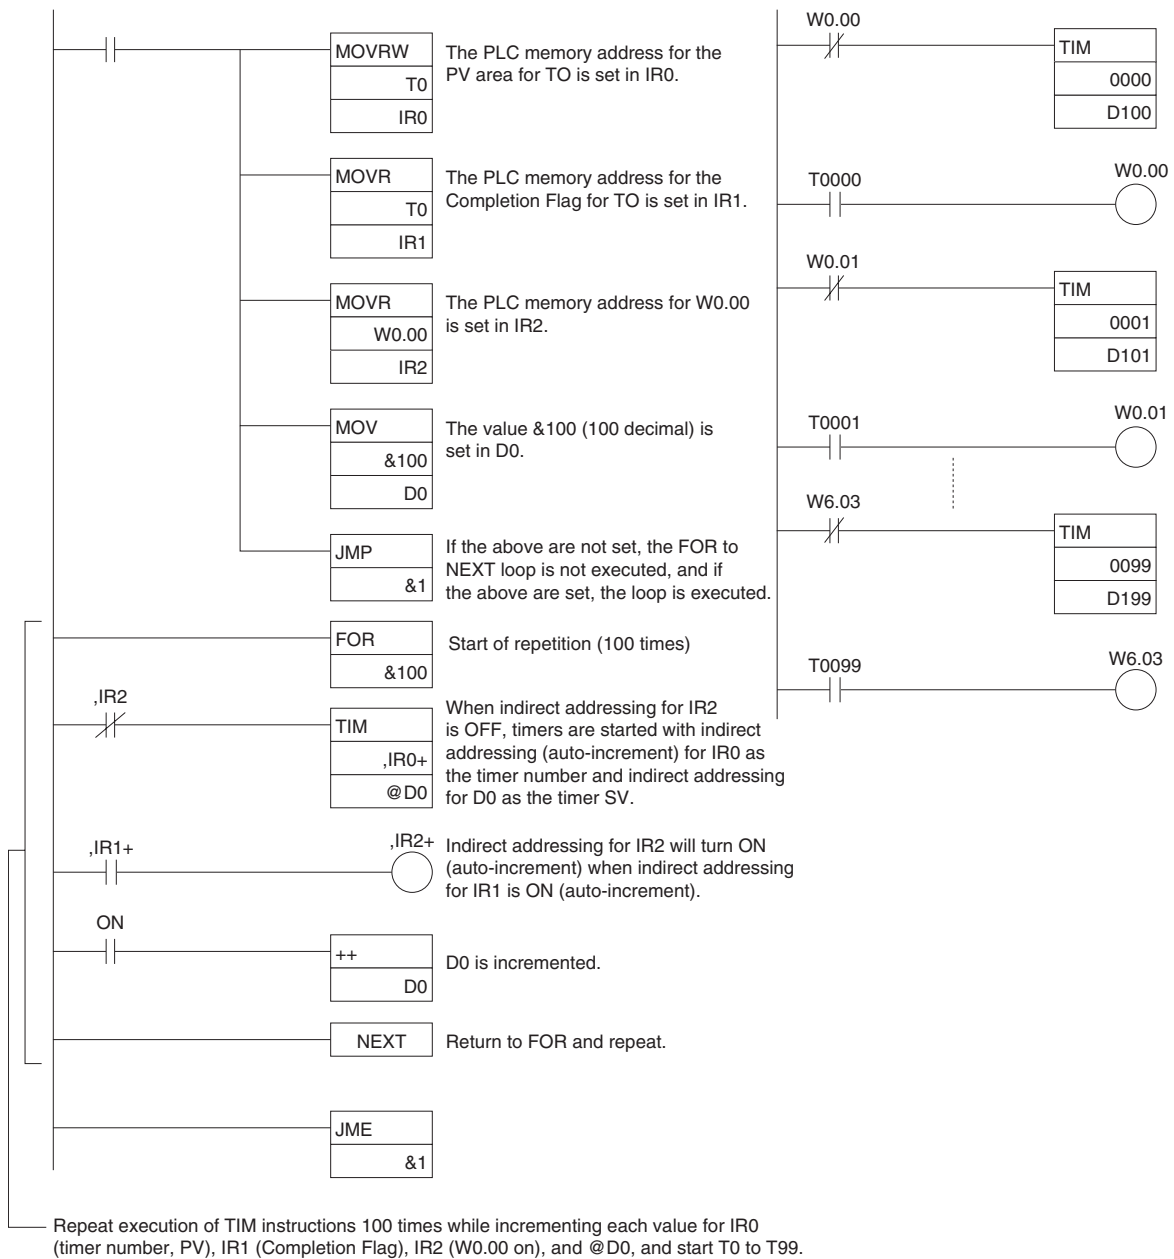 MOVRW
T0
IR0
The PLC memory address for the
PV area for TO is set in IR0.
MOVR
T0
IR1
The PLC memory address for the
Completion Flag for TO is set in IR1.
MOVR
W0.00
IR2
The PLC memory address for W0.00
is set in IR2.
MOV
&100
D0
The value &100 (100 decimal) is
set in D0.
JMP
&1
If the above are not set, the FOR to
NEXT loop is not executed, and if
the above are set, the loop is executed.
FOR
&100
Start of repetition (100 times)
,IR2
TIM
,IR0+
@D0
When indirect addressing for IR2
is OFF, timers are started with indirect
addressing (auto-increment) for IR0 as
the timer number and indirect addressing
for D0 as the timer SV.
,IR1+
,IR2+
Indirect addressing for IR2 will turn ON
(auto-increment) when indirect addressing
for IR1 is ON (auto-increment).
ON
++
D0
D0 is incremented.
NEXT
Return to FOR and repeat.
JME
&1
Repeat execution of TIM instructions 100 times while incrementing each value for IR0
(timer number, PV), IR1 (Completion Flag), IR2 (W0.00 on), and @D0, and start T0 to T99.
W0.00
TIM
0000
D100
T0000
W0.00
W0.01
TIM
0001
D101
T0001
W0.01
W6.03
TIM
0099
D199
T0099
W6.03